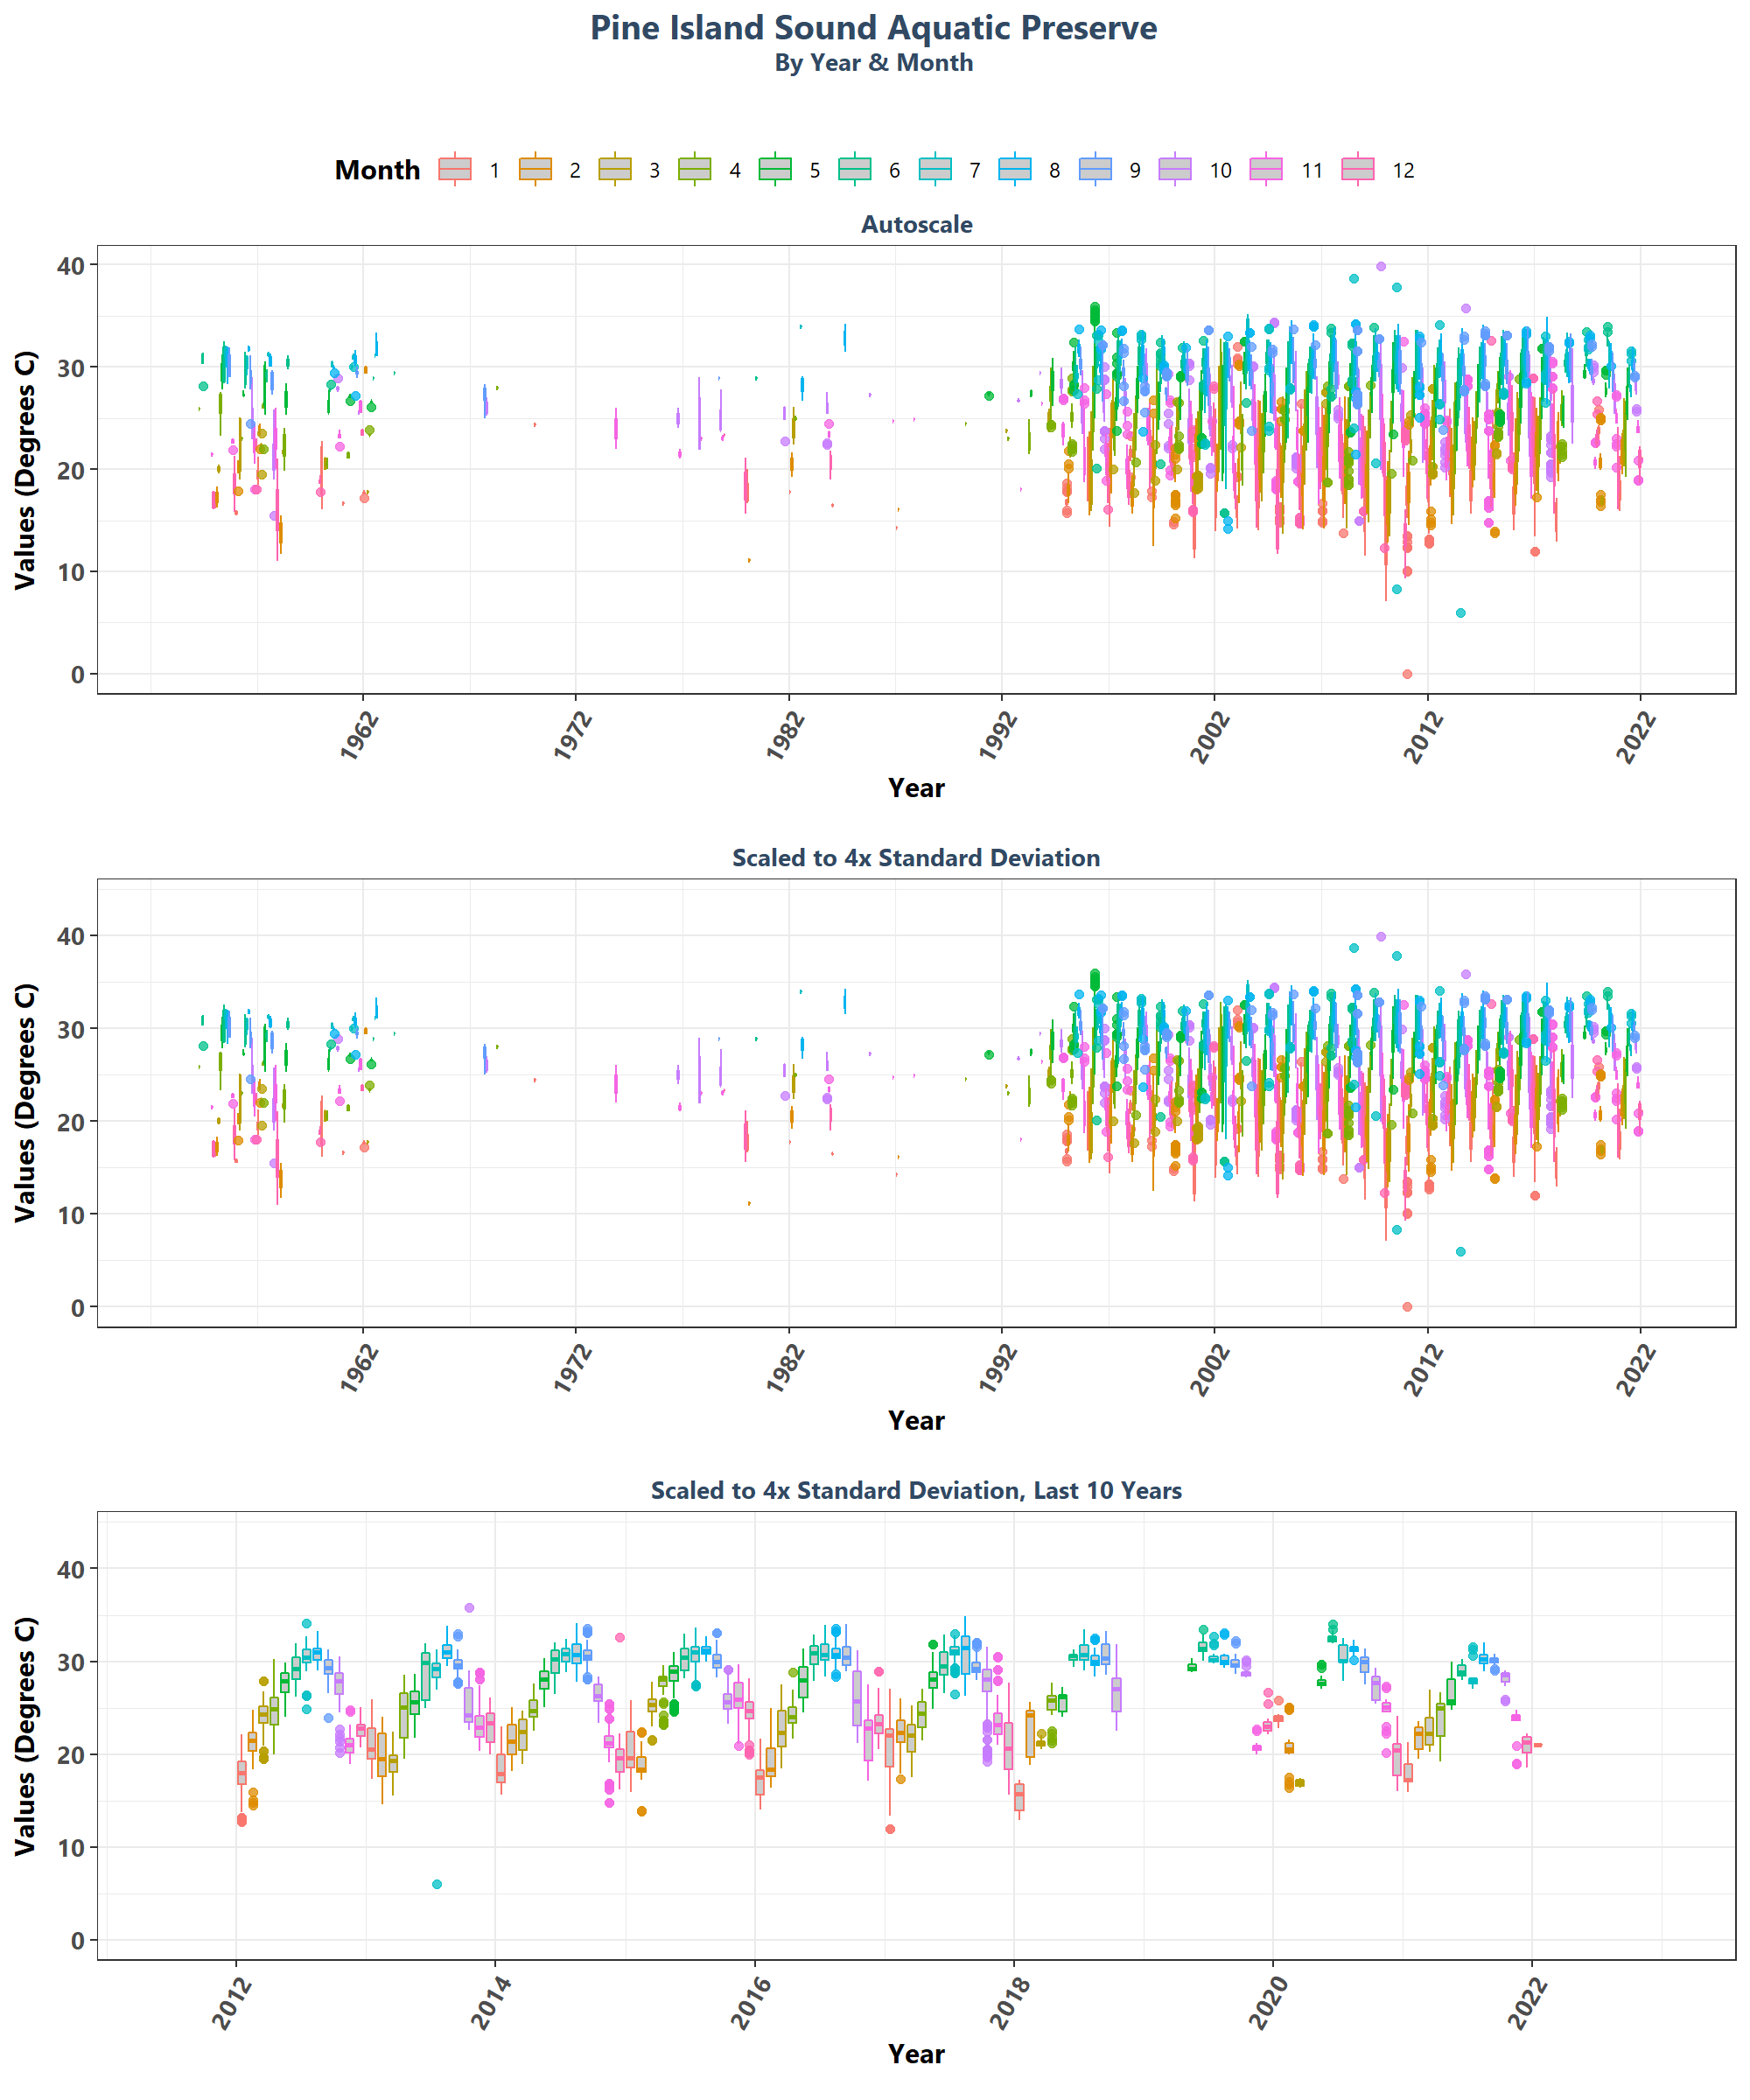 Pine Island Sound Aquatic Preserve
By Year & Month
Month 1 2 3 4 5 6 7 8 9 10 11 12
Autoscale
Values (Degrees C)
40
30
20
10
0
1962 1972 1982 1992 2002 2012 2022
Year
Scaled to 4x Standard Deviation
Values (Degrees C)
40
30
20
10
0
1962 1972 1982 1992 2002 2012 2022
Year
Scaled to 4x Standard Deviation, Last 10 Years
Values (Degrees C)
40
30
20
10
0
2012 2014 2016 2018 2020 2022
Year